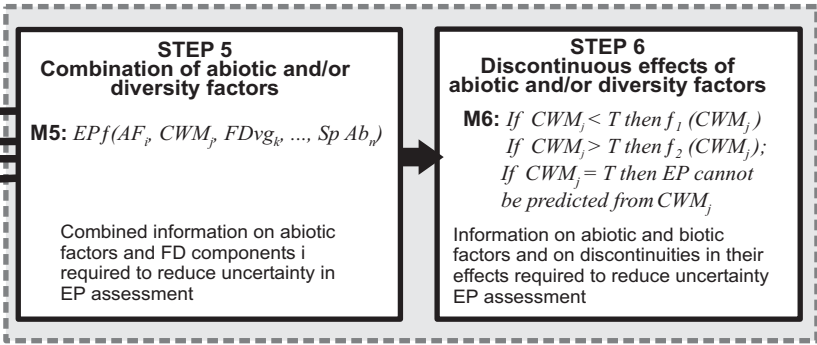 STEP 5
Combination of abiotic and/or
diversity factors
M5: EPf(AFi, CWMj, FDvgk, ..., Sp Abn)
Combined information on abiotic
factors and FD components i
required to reduce uncertainty in
EP assessment
STEP 6
Discontinuous effects of
abiotic and/or diversity factors
M6: If CWMj < T then f1 (CWMj )
If CWMj > T then f2 (CWMj);
If CWMj = T then EP cannot
be predicted from CWMj
Information on abiotic and biotic
factors and on discontinuities in their
effects required to reduce uncertainty
EP assessment